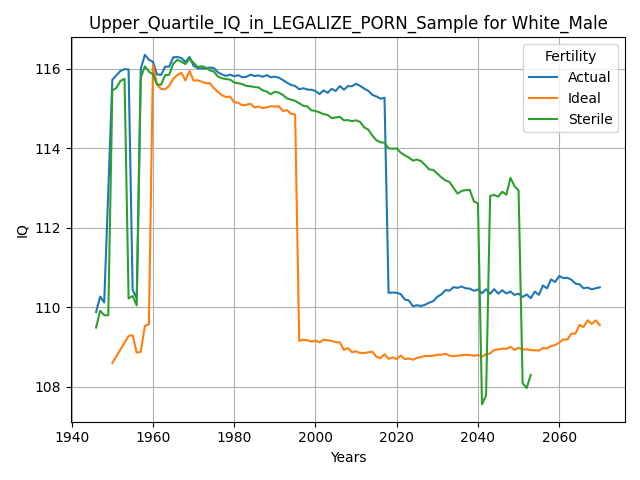 Upper_Quartile_IQ_in_LEGALIZE_PORN_Sample for White_Male
Fertility
Actual
Ideal
Sterile
116
114
112
110
108
IQ
1940
1960
1980
2000
2020
2040
2060
Years